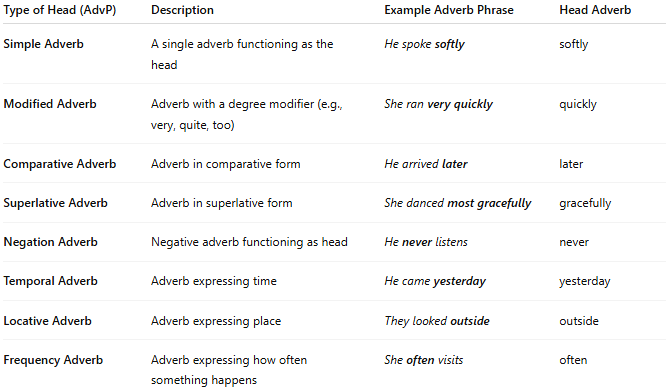 Type of Head (AdvP) Description Example Adverb Phrase Head Adverb
Simple Adverb A single adverb functioning as the He spoke softly softly
head
Modified Adverb Adverb with a degree modifier (e.g., She ran very quickly quickly
very, quite, too)
Comparative Adverb Adverb in comparative form He arrived later later
Superlative Adverb Adverb in superlative form She danced most gracefully gracefully
Negation Adverb Negative adverb functioning as head He never listens never
Temporal Adverb Adverb expressing time He came yesterday yesterday
Locative Adverb Adverb expressing place They looked outside outside
Frequency Adverb Adverb expressing how often She often visits often
something happens